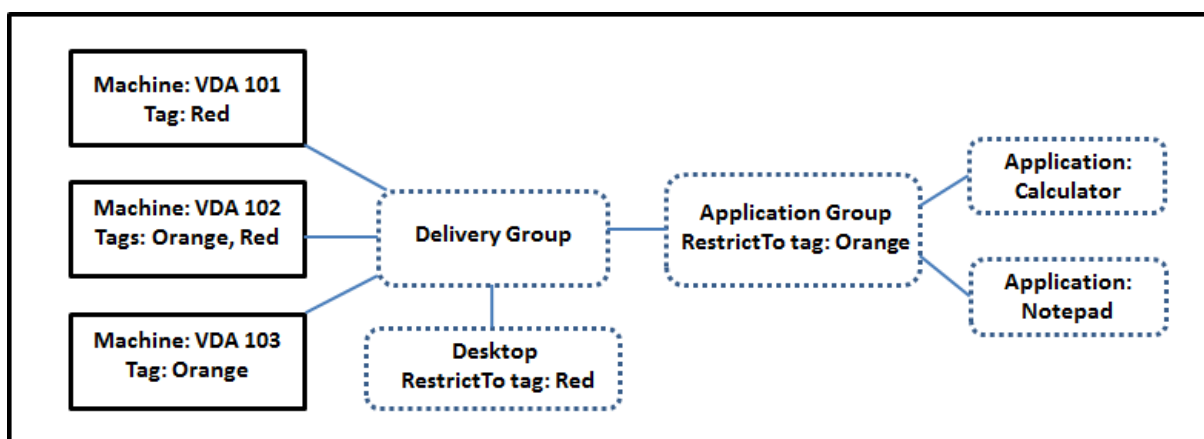 Machine: VDA 101
Tag: Red
Machine: VDA 102
Tags: Orange, Red
Machine: VDA 103
Tag: Orange
Delivery Group
Desktop
RestrictTo tag: Red
Application Group
RestrictTo tag: Orange
Application:
Calculator
Application:
Notepad